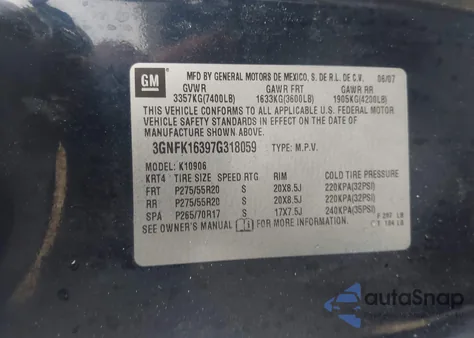 GM
MFD BY GENERAL MOTORS DE MEXICO, S. DE R.L. DE C.V. 06/07
GVWR GAWR FRT GAWR RR
3357KG(7400LB) 1633KG(3600LB) 1905KG(4200LB)
THIS VEHICLE CONFORMS TO ALL APPLICABLE U.S. FEDERAL MOTOR
VEHICLE SAFETY STANDARDS IN EFFECT ON THE DATE OF
MANUFACTURE SHOWN ABOVE.
3GNFK16397G318059 TYPE: M.P.V.
MODEL: K10906
KRT4 TIRE SIZE SPEED RTG RIM COLD TIRE PRESSURE
FRT P275/55R20 S 20X8.5J 220KPA(32PSI)
RR P275/55R20 S 20X8.5J 220KPA(32PSI)
SPA P265/70R17 S 17X7.5J 240KPA(35PSI)
SEE OWNER'S MANUAL FOR MORE INFORMATION.
LB
LB
autoSnap